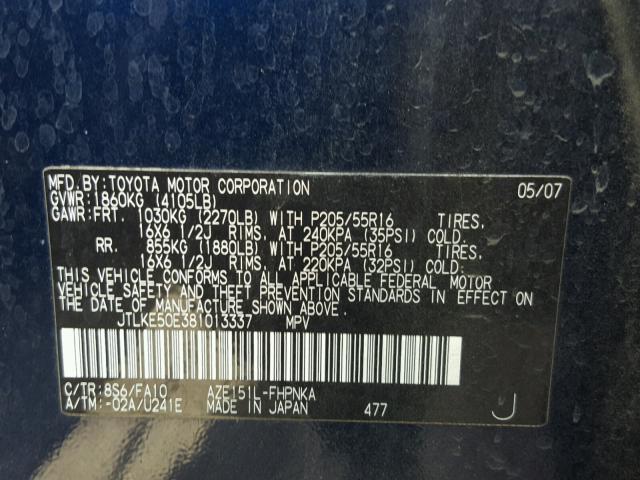 MFD.BY:TOYOTA MOTOR CORPORATION 05/07
GVWR:1860KG (4105LB)
GAWR:FRT. 1030KG (2270LB) WITH P205/55R16 TIRES,
16X6 1/2J RIMS, AT 240KPA (35PSI) COLD.
RR. 855KG (1880LB) WITH P205/55R16 TIRES,
16X6 1/2J RIMS, AT 220KPA (32PSI) COLD.
THIS VEHICLE CONFORMS TO ALL APPLICABLE FEDERAL MOTOR
VEHICLE SAFETY AND THEFT PREVENTION STANDARDS IN EFFECT ON
THE DATE OF MANUFACTURE SHOWN ABOVE.
JTLKE50E381013337 MPV
C/TR:8S6/FA10 AZE151L-FHPNKA
A/TM:-02A/U241E MADE IN JAPAN 477 J